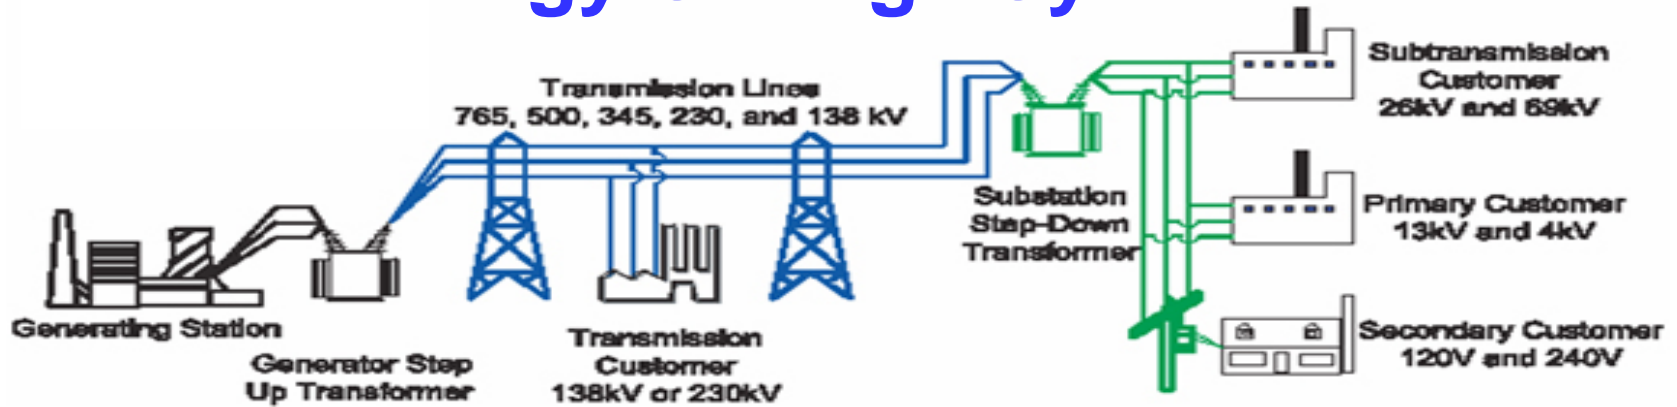 Transmission Lines
765, 500, 345, 230, and 138 kV
Subtransmission
Customer
26kV and 69kV
Substation
Step-Down
Transformer
Primary Customer
13kV and 4kV
Generating Station
Generator Step
Up Transformer
Transmission
Customer
138kV or 230kV
Secondary Customer
120V and 240V